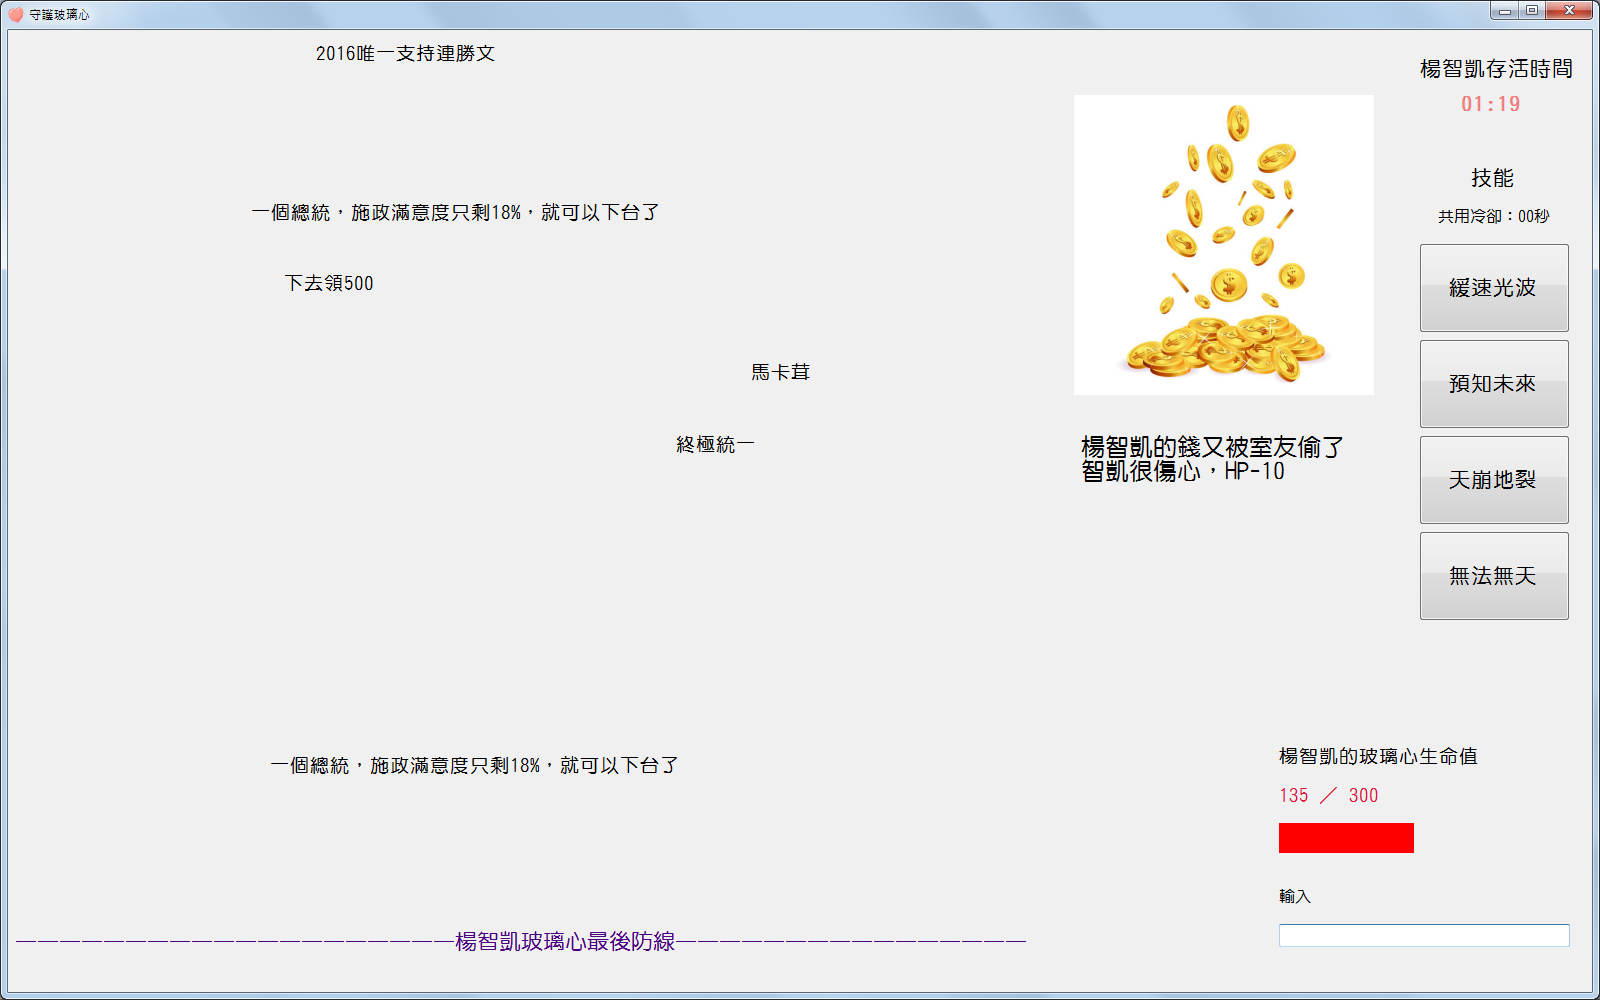 守護玻璃心
2016唯一支持連勝文
一個總統，施政滿意度只剩18%，就可以下台了
下去領500
馬卡茸
終極統一
一個總統，施政滿意度只剩18%，就可以下台了
————————————————————楊智凱玻璃心最後防線————————————————
楊智凱的錢又被室友偷了
智凱很傷心，HP-10
楊智凱存活時間
01:19
技能
共用冷卻：00秒
緩速光波
預知未來
天崩地裂
無法無天
楊智凱的玻璃心生命值
135 ／ 300
輸入